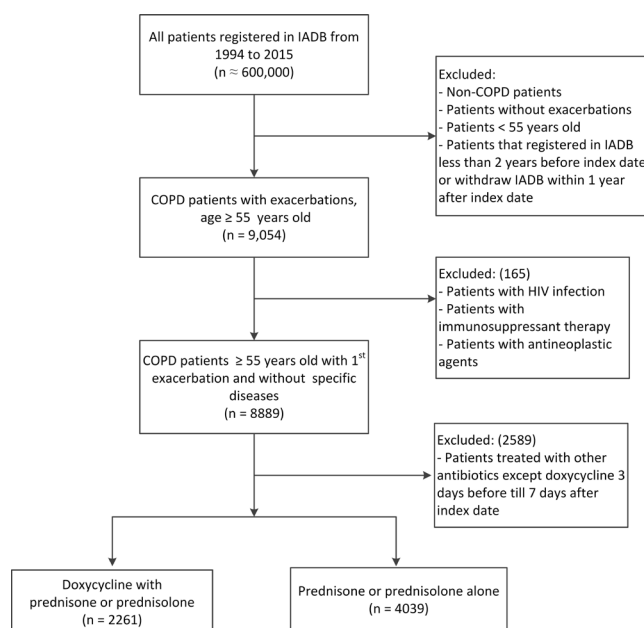 All patients registered in IADB from
1994 to 2015
(n ≈ 600,000)
Excluded:
- Non-COPD patients
- Patients without exacerbations
- Patients < 55 years old
- Patients that registered in IADB
less than 2 years before index date
or withdraw IADB within 1 year
after index date
COPD patients with exacerbations,
age ≥ 55 years old
(n = 9,054)
Excluded: (165)
- Patients with HIV infection
- Patients with
immunosuppressant therapy
- Patients with antineoplastic
agents
COPD patients ≥ 55 years old with 1st
exacerbation and without specific
diseases
(n = 8889)
Excluded: (2589)
- Patients treated with other
antibiotics except doxycycline 3
days before till 7 days after
index date
Doxycycline with
prednisone or prednisolone
(n = 2261)
Prednisone or prednisolone alone
(n = 4039)